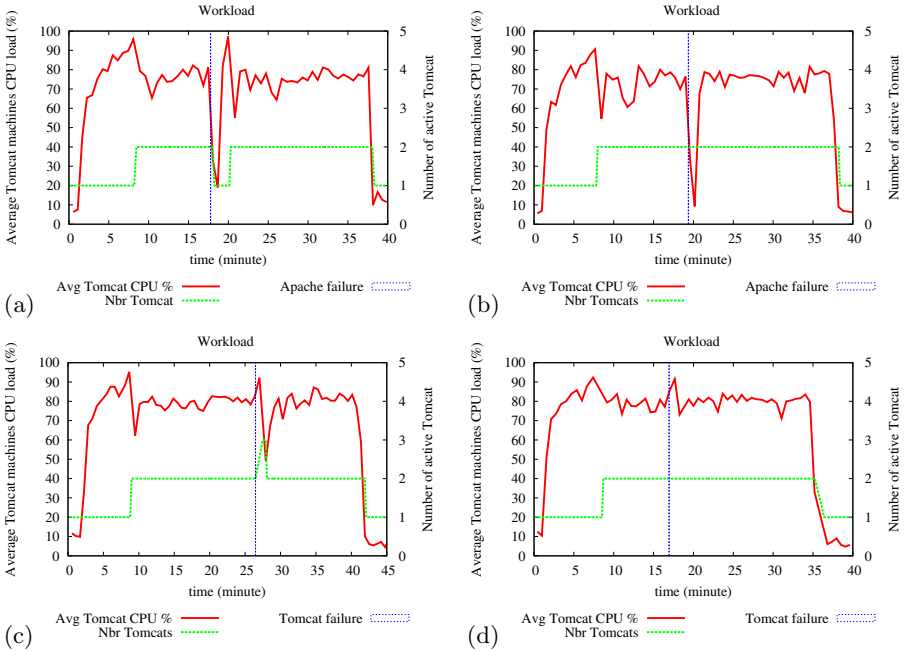 Workload
Average Tomcat machines CPU load (%)
100
90
80
70
60
50
40
30
20
10
0
5
4
3
2
1
0
Number of active Tomcat
0 5 10 15 20 25 30 35 40
time (minute)
Avg Tomcat CPU %
Nbr Tomcat
Apache failure
(a)
Workload
Average Tomcat machines CPU load (%)
100
90
80
70
60
50
40
30
20
10
0
5
4
3
2
1
0
Number of active Tomcat
0 5 10 15 20 25 30 35 40
time (minute)
Avg Tomcat CPU %
Nbr Tomcats
Apache failure
(b)
Workload
Average Tomcat machines CPU load (%)
100
90
80
70
60
50
40
30
20
10
0
5
4
3
2
1
0
Number of active Tomcat
0 5 10 15 20 25 30 35 40 45
time (minute)
Avg Tomcat CPU %
Nbr Tomcats
Tomcat failure
(c)
Workload
Average Tomcat machines CPU load (%)
100
90
80
70
60
50
40
30
20
10
0
5
4
3
2
1
0
Number of active Tomcat
0 5 10 15 20 25 30 35 40
time (minute)
Avg Tomcat CPU %
Nbr Tomcats
Tomcat failure
(d)